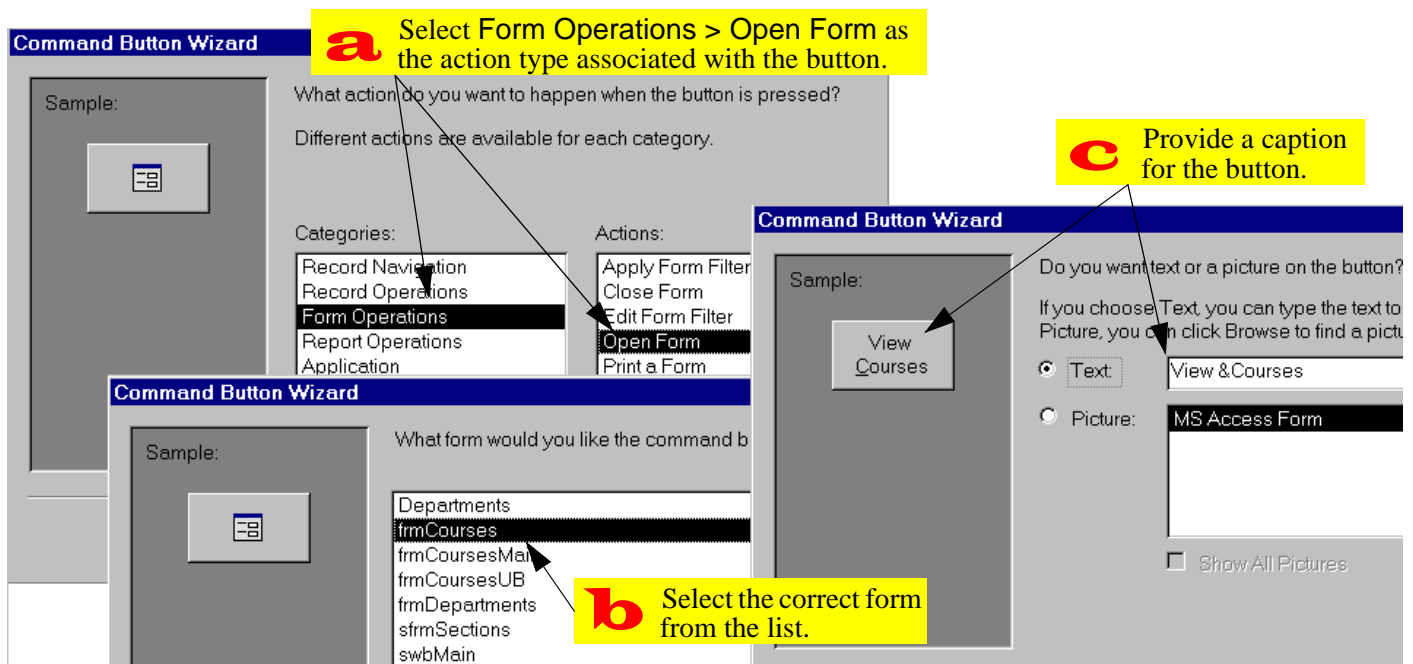 a
Select Form Operations > Open Form as
the action type associated with the button.
Command Button Wizard
Sample:
What action do you want to happen when the button is pressed?
Different actions are available for each category.
Categories:
Record Navigation
Record Operations
Form Operations
Report Operations
Application
Actions:
Apply Form Filter
Close Form
Edit Form Filter
Open Form
Print a Form
Command Button Wizard
Sample:
What form would you like the command b
Departments
frmCourses
frmCoursesMain
frmCoursesUB
frmDepartments
sfrmSections
swbMain
b
Select the correct form
from the list.
c
Provide a caption
for the button.
Command Button Wizard
Sample:
View
Courses
Do you want text or a picture on the button?
If you choose Text, you can type the text to
Picture, you can click Browse to find a pictu
Text:
View &Courses
Picture:
MS Access Form
Show All Pictures